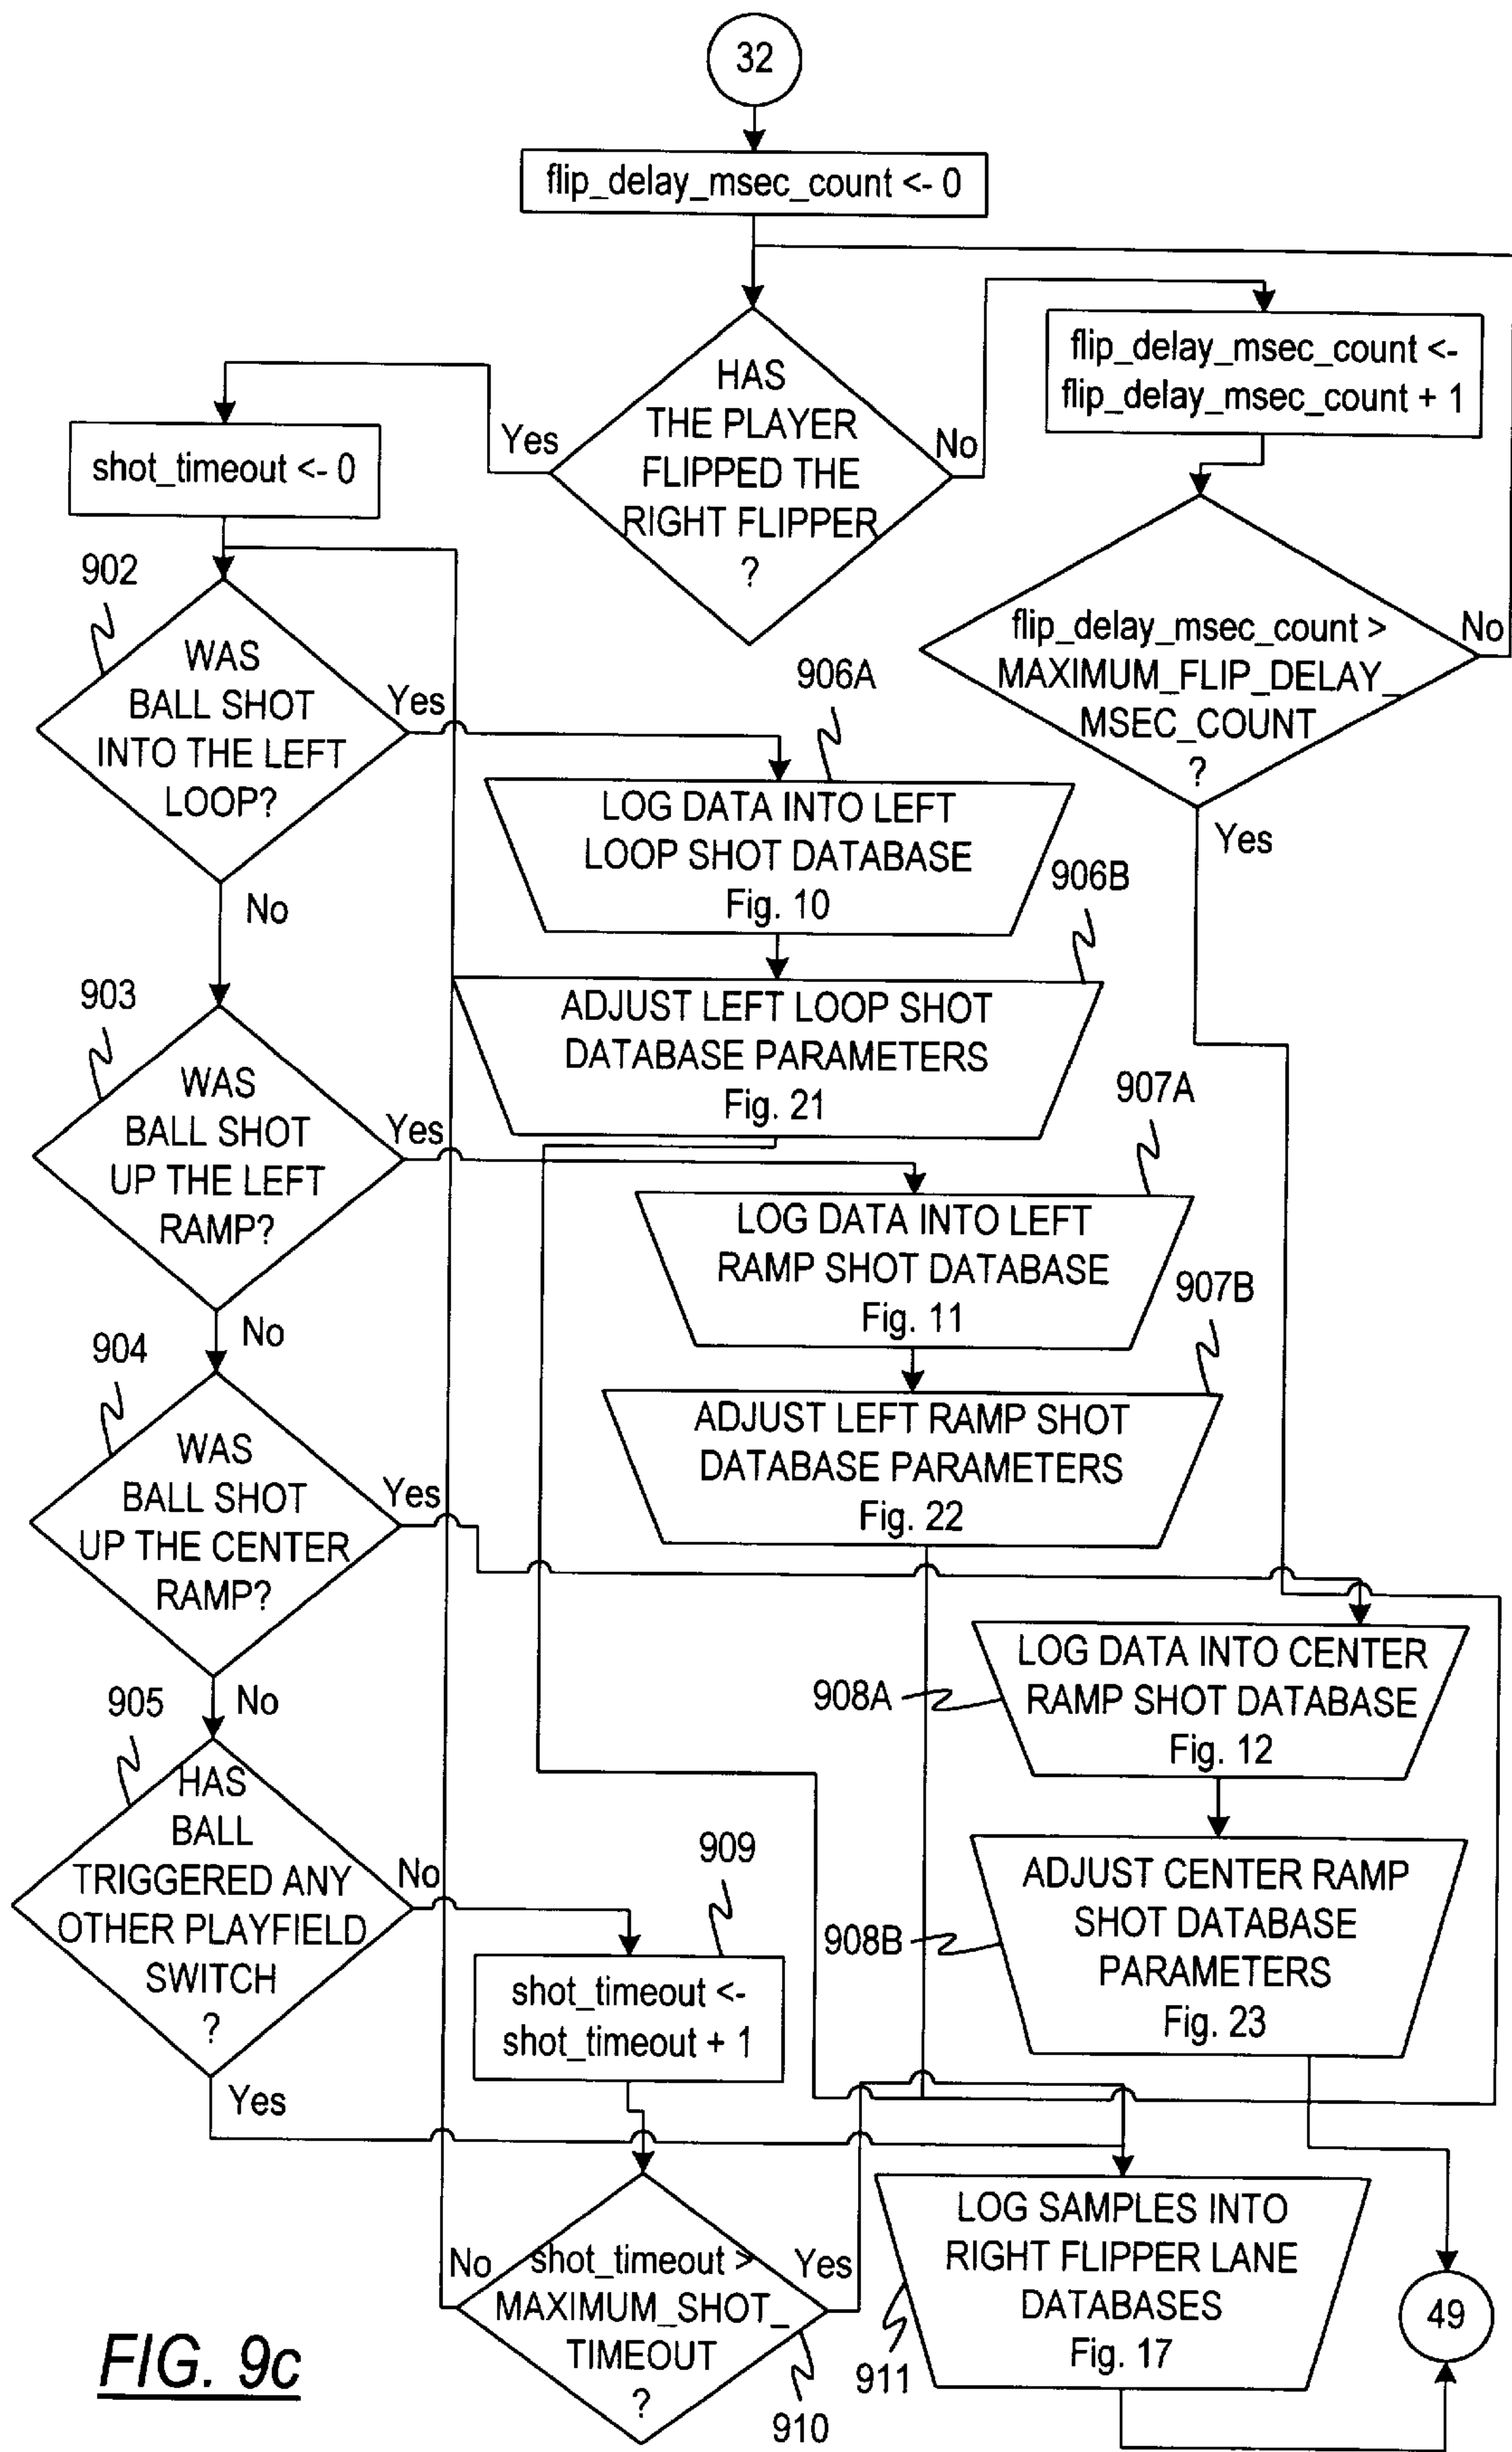 32
flip_delay_msec_count <- 0
HAS
THE PLAYER
FLIPPED THE
RIGHT FLIPPER
?
Yes
No
flip_delay_msec_count <-
flip_delay_msec_count + 1
shot_timeout <- 0
flip_delay_msec_count >
MAXIMUM_FLIP_DELAY_
MSEC_COUNT
?
No
Yes
902
WAS
BALL SHOT
INTO THE LEFT
LOOP?
Yes
No
906A
LOG DATA INTO LEFT
LOOP SHOT DATABASE
Fig. 10
906B
ADJUST LEFT LOOP SHOT
DATABASE PARAMETERS
Fig. 21
903
WAS
BALL SHOT
UP THE LEFT
RAMP?
Yes
No
907A
LOG DATA INTO LEFT
RAMP SHOT DATABASE
Fig. 11
907B
ADJUST LEFT RAMP SHOT
DATABASE PARAMETERS
Fig. 22
904
WAS
BALL SHOT
UP THE CENTER
RAMP?
Yes
No
908A
LOG DATA INTO CENTER
RAMP SHOT DATABASE
Fig. 12
908B
ADJUST CENTER RAMP
SHOT DATABASE
PARAMETERS
Fig. 23
905
HAS
BALL
TRIGGERED ANY
OTHER PLAYFIELD
SWITCH
?
No
Yes
909
shot_timeout <-
shot_timeout + 1
shot_timeout >
MAXIMUM_SHOT_
TIMEOUT
?
No
Yes
910
911
LOG SAMPLES INTO
RIGHT FLIPPER LANE
DATABASES
Fig. 17
49
FIG. 9c